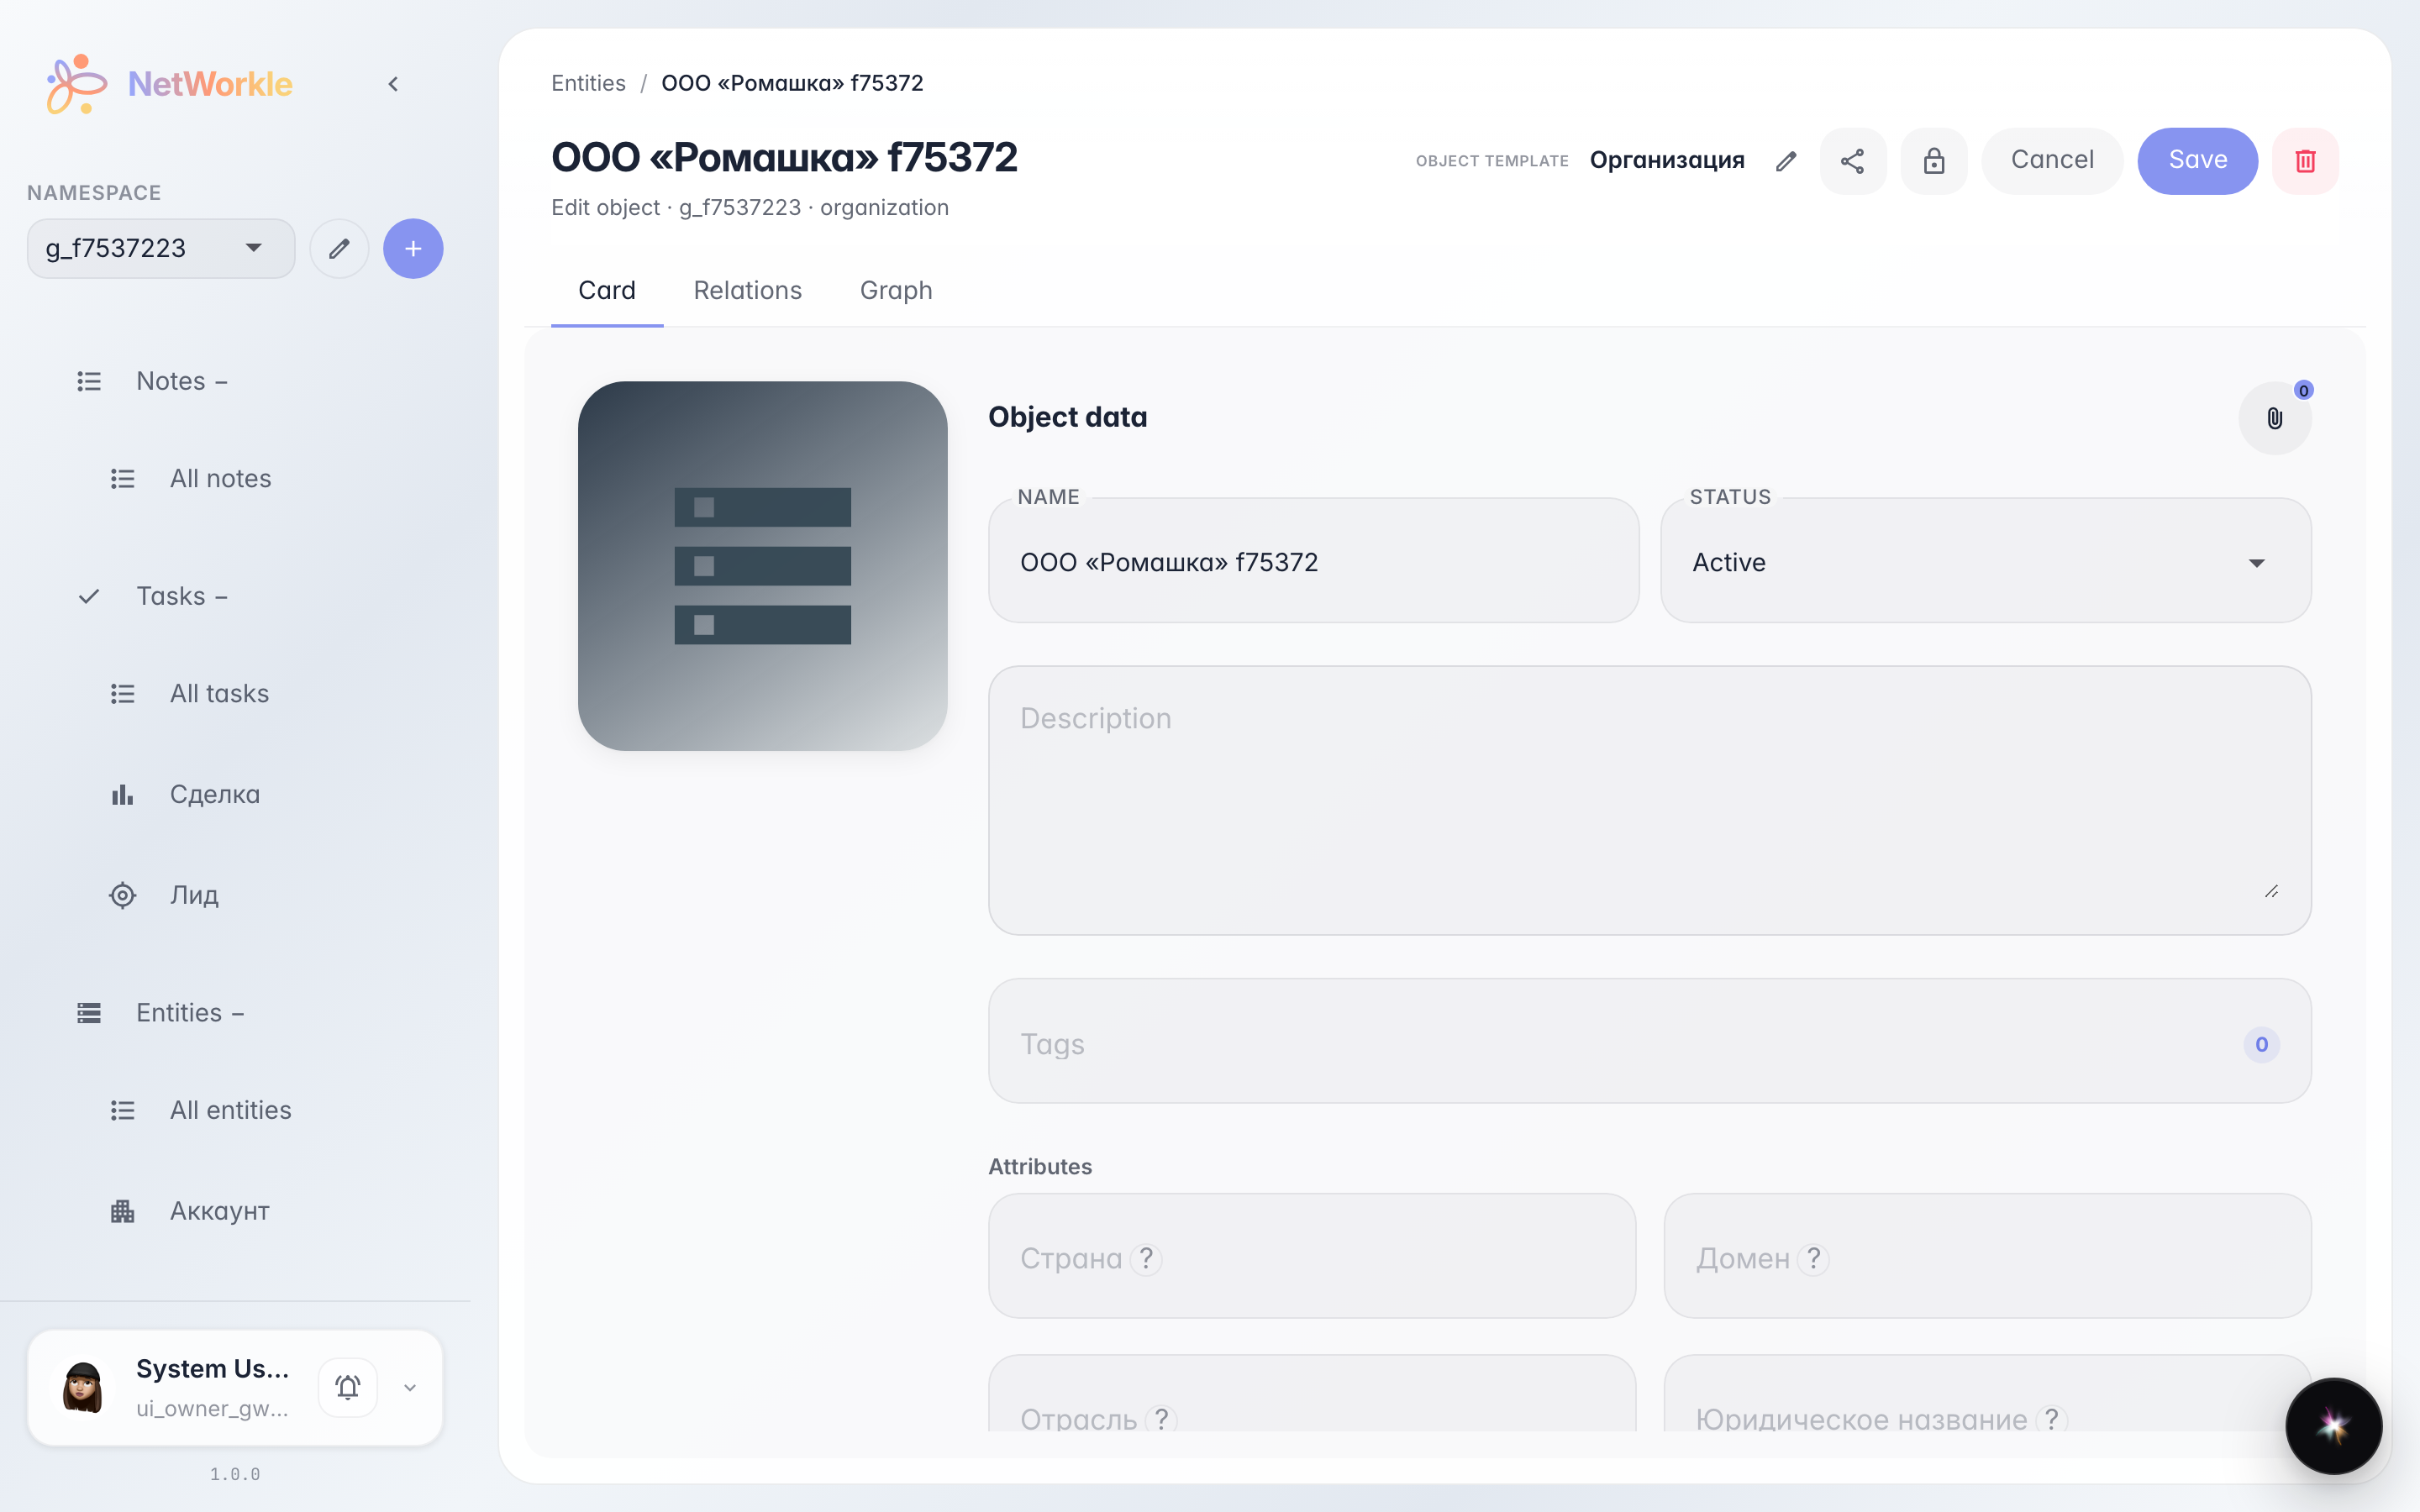 NetWorkle
NAMESPACE
g_f7537223
Notes –
All notes
Tasks –
All tasks
Сделка
Лид
Entities –
All entities
Аккаунт
System Us...
ui_owner_gw...
1.0.0
Entities / ООО «Ромашка» f75372
ООО «Ромашка» f75372
Edit object · g_f7537223 · organization
OBJECT TEMPLATE Организация
Cancel
Save
Card Relations Graph
Object data
0
NAME
ООО «Ромашка» f75372
STATUS
Active
Description
Tags
0
Attributes
Страна ?
Домен ?
Отрасль ?
Юридическое название ?